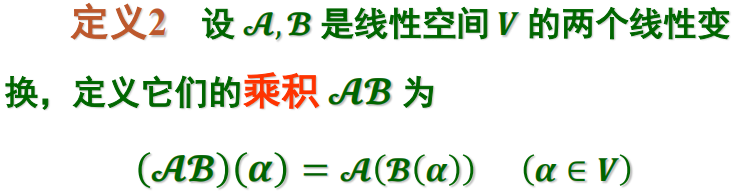 定义2 设 𝓐,𝓑 是线性空间 V 的两个线性变
换，定义它们的乘积 𝓐𝓑 为
(𝓐𝓑)(α) = 𝓐(𝓑(α)) (α ∈ V)